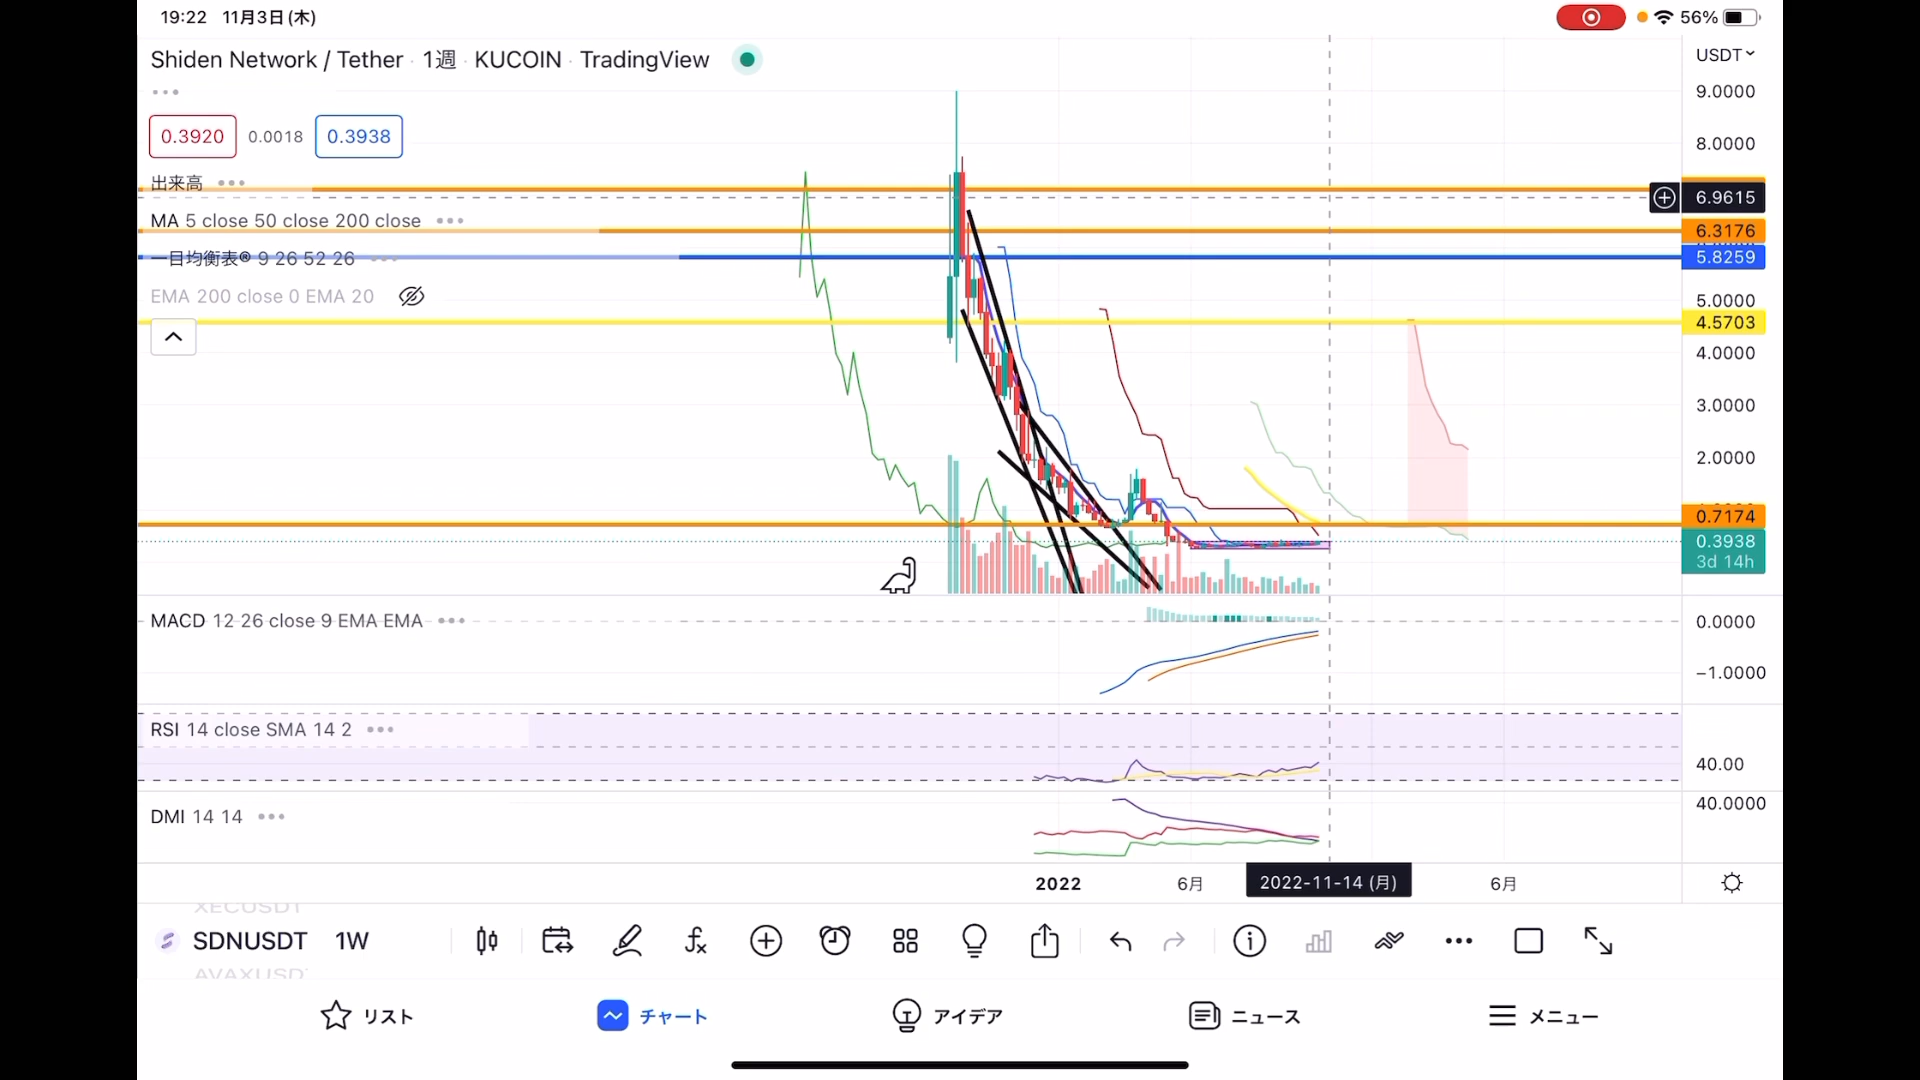 19:22 11月3日(木)
56%
Shiden Network / Tether · 1週 · KUCOIN · TradingView
USDT
9.0000
0.3920 0.0018 0.3938
8.0000
出来高
6.9615
MA 5 close 50 close 200 close
6.3176
一目均衡表® 9 26 52 26
5.8259
EMA 200 close 0 EMA 20
5.0000
4.5703
4.0000
3.0000
2.0000
0.7174
0.3938
3d 14h
MACD 12 26 close 9 EMA EMA
0.0000
−1.0000
RSI 14 close SMA 14 2
40.00
DMI 14 14
40.0000
2022 6月 2022-11-14 (月) 6月
XECUSDT
SDNUSDT 1W
AVAXUSDT
リスト チャート アイデア ニュース メニュー